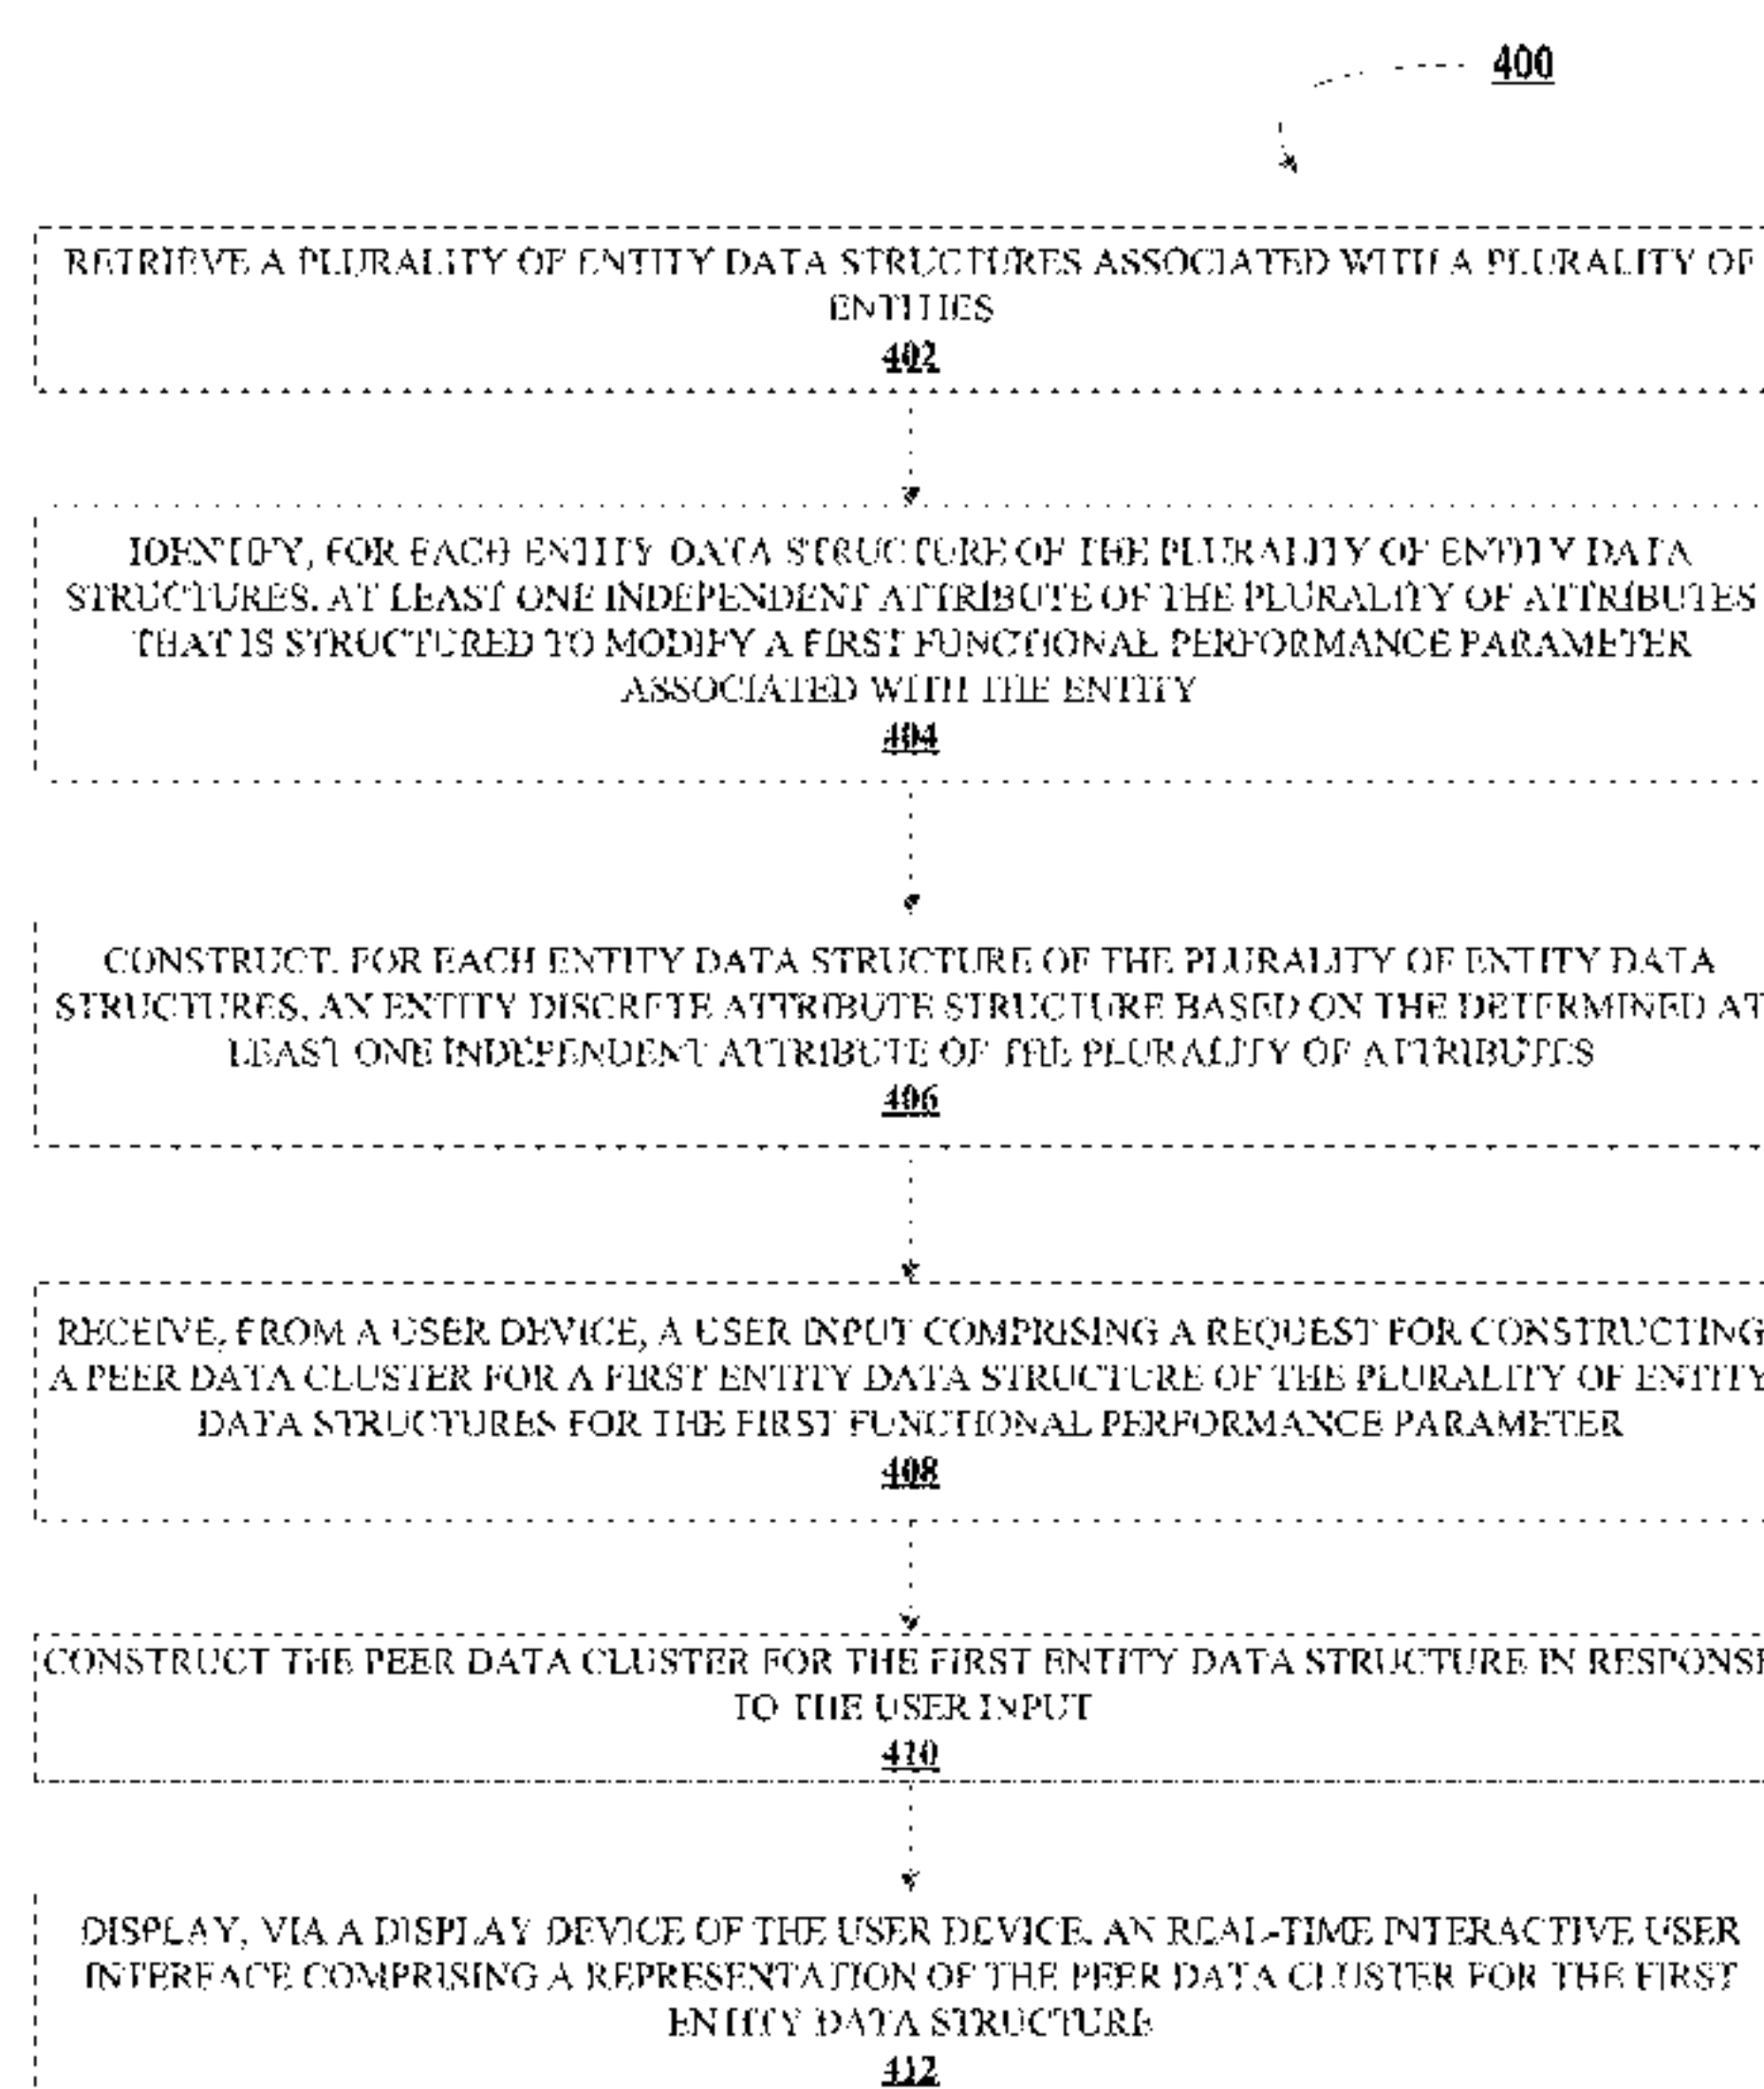 400
RETRIEVE A PLURALITY OF ENTITY DATA STRUCTURES ASSOCIATED WITH A PLURALITY OF
ENTITIES
402
IDENTIFY, FOR EACH ENTITY DATA STRUCTURE OF THE PLURALITY OF ENTITY DATA
STRUCTURES, AT LEAST ONE INDEPENDENT ATTRIBUTE OF THE PLURALITY OF ATTRIBUTES
THAT IS STRUCTURED TO MODIFY A FIRST FUNCTIONAL PERFORMANCE PARAMETER
ASSOCIATED WITH THE ENTITY
404
CONSTRUCT, FOR EACH ENTITY DATA STRUCTURE OF THE PLURALITY OF ENTITY DATA
STRUCTURES, AN ENTITY DISCRETE ATTRIBUTE STRUCTURE BASED ON THE DETERMINED AT
LEAST ONE INDEPENDENT ATTRIBUTE OF THE PLURALITY OF ATTRIBUTES
406
RECEIVE, FROM A USER DEVICE, A USER INPUT COMPRISING A REQUEST FOR CONSTRUCTING
A PEER DATA CLUSTER FOR A FIRST ENTITY DATA STRUCTURE OF THE PLURALITY OF ENTITY
DATA STRUCTURES FOR THE FIRST FUNCTIONAL PERFORMANCE PARAMETER
408
CONSTRUCT THE PEER DATA CLUSTER FOR THE FIRST ENTITY DATA STRUCTURE IN RESPONSE
TO THE USER INPUT
410
DISPLAY, VIA A DISPLAY DEVICE OF THE USER DEVICE, AN REAL-TIME INTERACTIVE USER
INTERFACE COMPRISING A REPRESENTATION OF THE PEER DATA CLUSTER FOR THE FIRST
ENTITY DATA STRUCTURE
412